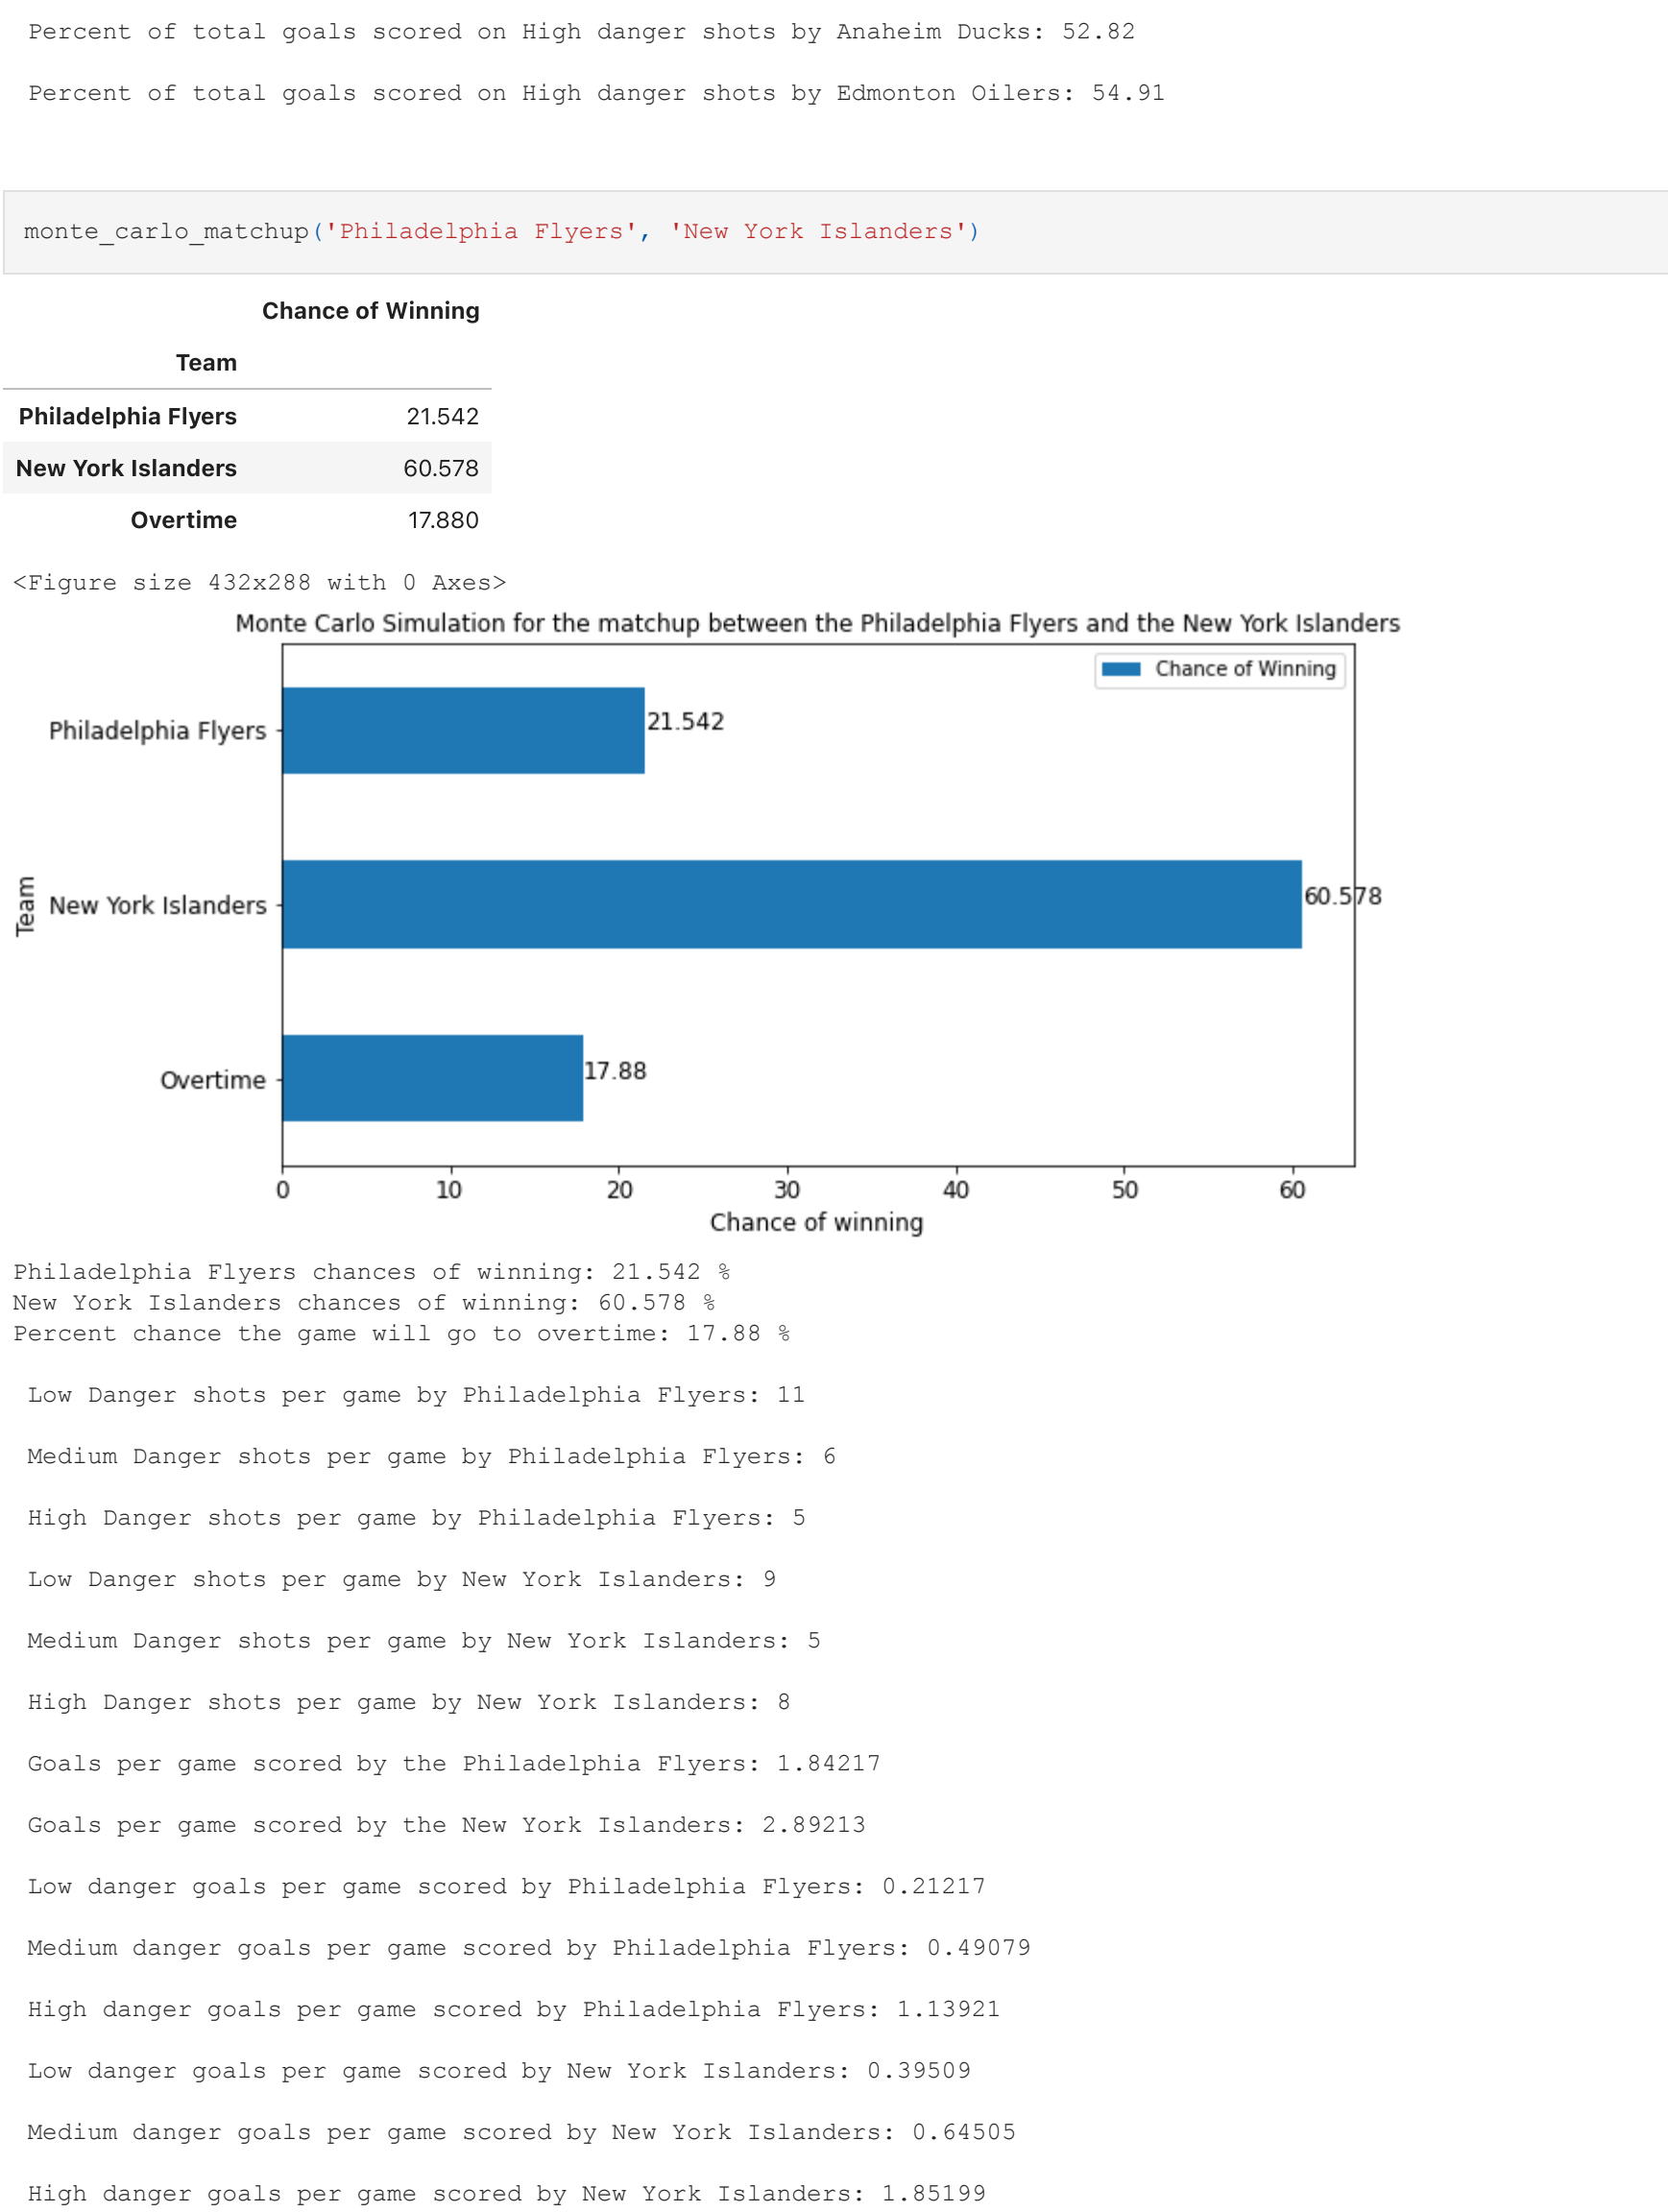 Percent of total goals scored on High danger shots by Anaheim Ducks: 52.82
Percent of total goals scored on High danger shots by Edmonton Oilers: 54.91
monte_carlo_matchup('Philadelphia Flyers', 'New York Islanders')
Chance of Winning
Team
Philadelphia Flyers 21.542
New York Islanders 60.578
Overtime 17.880
<Figure size 432x288 with 0 Axes>
Monte Carlo Simulation for the matchup between the Philadelphia Flyers and the New York Islanders
Chance of Winning
Philadelphia Flyers 21.542
Team
New York Islanders 60.578
Overtime 17.88
0 10 20 30 40 50 60
Chance of winning
Philadelphia Flyers chances of winning: 21.542 %
New York Islanders chances of winning: 60.578 %
Percent chance the game will go to overtime: 17.88 %
Low Danger shots per game by Philadelphia Flyers: 11
Medium Danger shots per game by Philadelphia Flyers: 6
High Danger shots per game by Philadelphia Flyers: 5
Low Danger shots per game by New York Islanders: 9
Medium Danger shots per game by New York Islanders: 5
High Danger shots per game by New York Islanders: 8
Goals per game scored by the Philadelphia Flyers: 1.84217
Goals per game scored by the New York Islanders: 2.89213
Low danger goals per game scored by Philadelphia Flyers: 0.21217
Medium danger goals per game scored by Philadelphia Flyers: 0.49079
High danger goals per game scored by Philadelphia Flyers: 1.13921
Low danger goals per game scored by New York Islanders: 0.39509
Medium danger goals per game scored by New York Islanders: 0.64505
High danger goals per game scored by New York Islanders: 1.85199